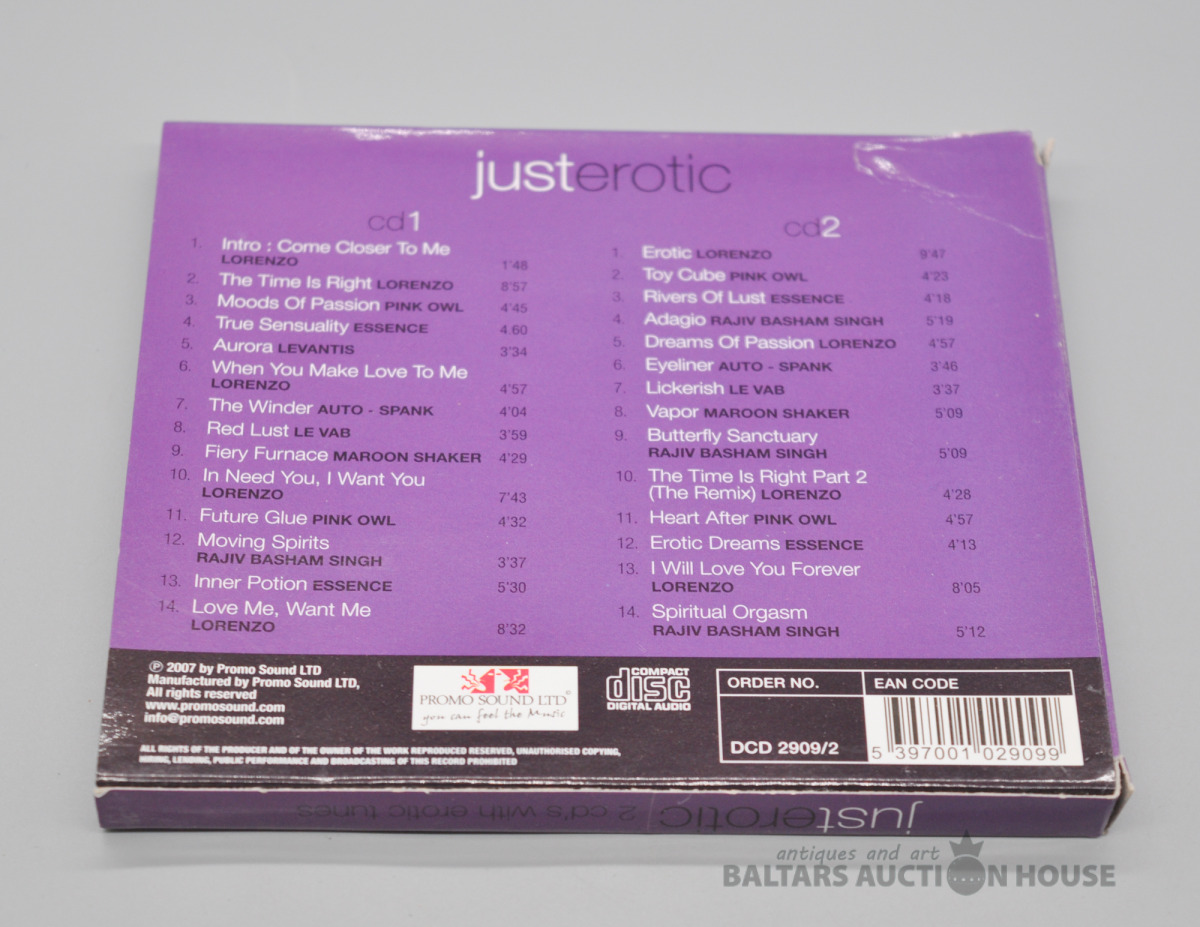 justerotic
cd1
1. Intro : Come Closer To Me
LORENZO 1'48
2. The Time Is Right LORENZO 8'57
3. Moods Of Passion PINK OWL 4'45
4. True Sensuality ESSENCE 4 60
5. Aurora LEVANTIS 3'34
6. When You Make Love To Me
LORENZO 4'57
7. The Winder AUTO - SPANK 4'04
8. Red Lust LE VAB 3'59
9. Fiery Furnace MAROON SHAKER 4'29
10. In Need You, I Want You
LORENZO 7'43
11. Future Glue PINK OWL 4'32
12. Moving Spirits
RAJIV BASHAM SINGH 3'37
13. Inner Potion ESSENCE 5'30
14. Love Me, Want Me
LORENZO 8'32
cd2
1. Erotic LORENZO 9'47
2. Toy Cube PINK OWL 4'23
3. Rivers Of Lust ESSENCE 4'18
4. Adagio RAJIV BASHAM SINGH 5'19
5. Dreams Of Passion LORENZO 4'57
6. Eyeliner AUTO - SPANK 3'46
7. Lickerish LE VAB 3'37
8. Vapor MAROON SHAKER 5'09
9. Butterfly Sanctuary
RAJIV BASHAM SINGH 5'09
10. The Time Is Right Part 2
(The Remix) LORENZO 4'28
11. Heart After PINK OWL 4'57
12. Erotic Dreams ESSENCE 4'13
13. I Will Love You Forever
LORENZO 8'05
14. Spiritual Orgasm
RAJIV BASHAM SINGH 5'12
℗ 2007 by Promo Sound LTD
Manufactured by Promo Sound LTD,
All rights reserved
www.promosound.com
info@promosound.com
ALL RIGHTS OF THE PRODUCER AND OF THE OWNER OF THE WORK REPRODUCED RESERVED, UNAUTHORISED COPYING,
HIRING, LENDING, PUBLIC PERFORMANCE AND BROADCASTING OF THIS RECORD PROHIBITED
PROMO SOUND LTD®
you can feel the Music
COMPACT
disc
DIGITAL AUDIO
ORDER NO.
DCD 2909/2
EAN CODE
5 397001 029099
justerotic | 2 cd's with erotic tunes
antiques and art
BALTARS AUCTION HOUSE